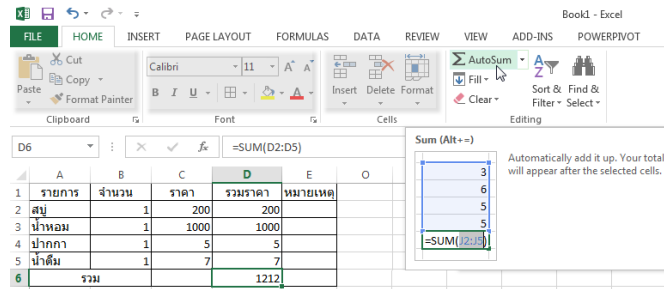 Book1 - Excel
FILE HOME INSERT PAGE LAYOUT FORMULAS DATA REVIEW VIEW ADD-INS POWERPIVOT
Paste
Cut
Copy
Format Painter
Clipboard
Calibri 11 A A
B I U A
Font
Insert Delete Format
Cells
Σ AutoSum
Fill
Clear
A
Z
Sort & Filter
Find & Select
Editing
D6 fx =SUM(D2:D5)
A B C D E O
1 รายการ จำนวน ราคา รวมราคา หมายเหตุ
2 สบู่ 1 200 200
3 น้ำหอม 1 1000 1000
4 ปากกา 1 5 5
5 น้ำดื่ม 1 7 7
6 รวม 1212
Sum (Alt+=)
3
6
5
5
=SUM(J2:J5)
Automatically add it up. Your total
will appear after the selected cells.